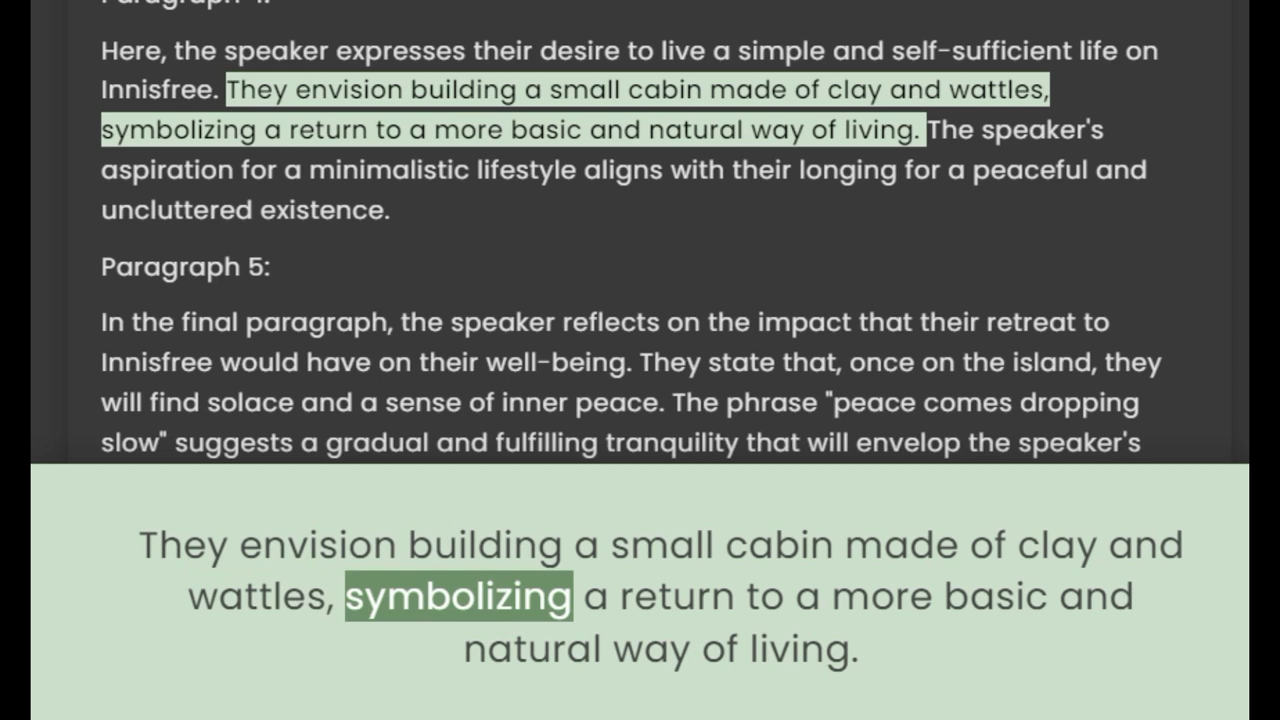 Paragraph 4:
Here, the speaker expresses their desire to live a simple and self-sufficient life on
Innisfree. They envision building a small cabin made of clay and wattles,
symbolizing a return to a more basic and natural way of living. The speaker's
aspiration for a minimalistic lifestyle aligns with their longing for a peaceful and
uncluttered existence.
Paragraph 5:
In the final paragraph, the speaker reflects on the impact that their retreat to
Innisfree would have on their well-being. They state that, once on the island, they
will find solace and a sense of inner peace. The phrase "peace comes dropping
slow" suggests a gradual and fulfilling tranquility that will envelop the speaker's
They envision building a small cabin made of clay and
wattles, symbolizing a return to a more basic and
natural way of living.